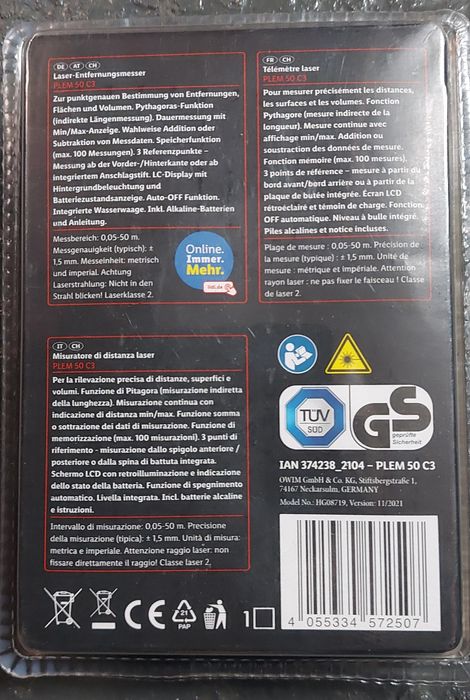 DE AT CH
Laser-Entfernungsmesser
PLEM 50 C3
Zur punktgenauen Bestimmung von Entfernungen,
Flächen und Volumen. Pythagoras-Funktion
(indirekte Längenmessung). Dauermessung mit
Min/Max-Anzeige. Wahlweise Addition oder
Subtraktion von Messdaten. Speicherfunktion
(max. 100 Messungen). 3 Referenzpunkte –
Messung ab der Vorder-/Hinterkante oder ab
integriertem Anschlagstift. LC-Display mit
Hintergrundbeleuchtung und
Batteriezustandsanzeige. Auto-OFF Funktion.
Integrierte Wasserwaage. Inkl. Alkaline-Batterien
und Anleitung.
Messbereich: 0,05-50 m.
Messgenauigkeit (typisch): ±
1,5 mm. Messeinheit: metrisch
und imperial. Achtung
Laserstrahlung: Nicht in den
Strahl blicken! Laserklasse 2.
Online.
Immer.
Mehr.
lidl.de
FR CH
Télémètre laser
PLEM 50 C3
Pour mesurer précisément les distances,
les surfaces et les volumes. Fonction
Pythagore (mesure indirecte de la
longueur). Mesure continue avec
affichage min/max. Addition ou
soustraction des données de mesure.
Fonction mémoire (max. 100 mesures).
3 points de référence – mesure à partir du
bord avant/bord arrière ou à partir de la
plaque de butée intégrée. Écran LCD
rétroéclairé et témoin de charge. Fonction
OFF automatique. Niveau à bulle intégré.
Piles alcalines et notice incluses.
Plage de mesure : 0,05-50 m. Précision de
la mesure (typique) : ± 1,5 mm. Unité de
mesure : métrique et impériale. Attention
rayon laser : ne pas fixer le faisceau ! Classe
de laser 2.
IT CH
Misuratore di distanza laser
PLEM 50 C3
Per la rilevazione precisa di distanze, superfici e
volumi. Funzione di Pitagora (misurazione indiretta
della lunghezza). Misurazione continua con
indicazione di distanza min/max. Funzione somma
o sottrazione dei dati di misurazione. Funzione di
memorizzazione (max. 100 misurazioni). 3 punti di
riferimento - misurazione dallo spigolo anteriore /
posteriore o dalla spina di battuta integrata.
Schermo LCD con retroilluminazione e indicazione
dello stato della batteria. Funzione di spegnimento
automatico. Livella integrata. Incl. batterie alcaline
e istruzioni.
Intervallo di misurazione: 0,05-50 m. Precisione
della misurazione (tipica): ± 1,5 mm. Unità di misura:
metrica e imperiale. Attenzione raggio laser: non
fissare direttamente il raggio! Classe laser 2.
TÜV
SÜD
GS
geprüfte
Sicherheit
IAN 374238_2104 – PLEM 50 C3
OWIM GmbH & Co. KG, Stiftsbergstraße 1,
74167 Neckarsulm, GERMANY
Model No.: HG08719, Version: 11/2021
CE
21
PAP
1
4 055334 572507